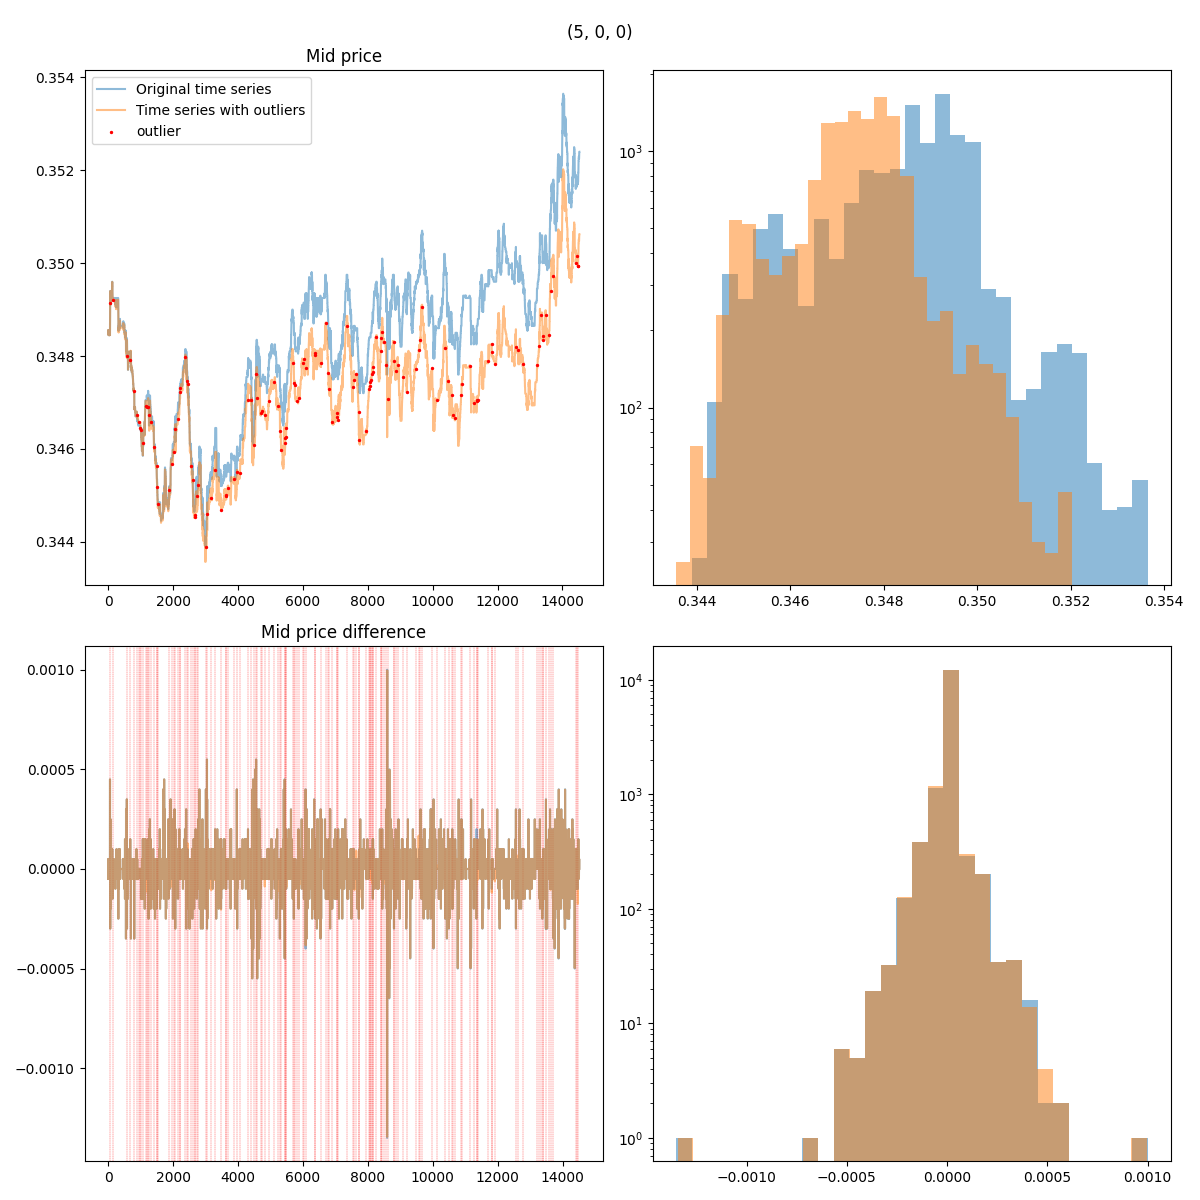 (5, 0, 0)
Mid price
0.354
0.352
0.350
0.348
0.346
0.344
Original time series
Time series with outliers
outlier
0 2000 4000 6000 8000 10000 12000 14000
10³
10²
0.344 0.346 0.348 0.350 0.352 0.354
Mid price difference
0.0010
0.0005
0.0000
−0.0005
−0.0010
0 2000 4000 6000 8000 10000 12000 14000
10⁴
10³
10²
10¹
10⁰
−0.0010 −0.0005 0.0000 0.0005 0.0010